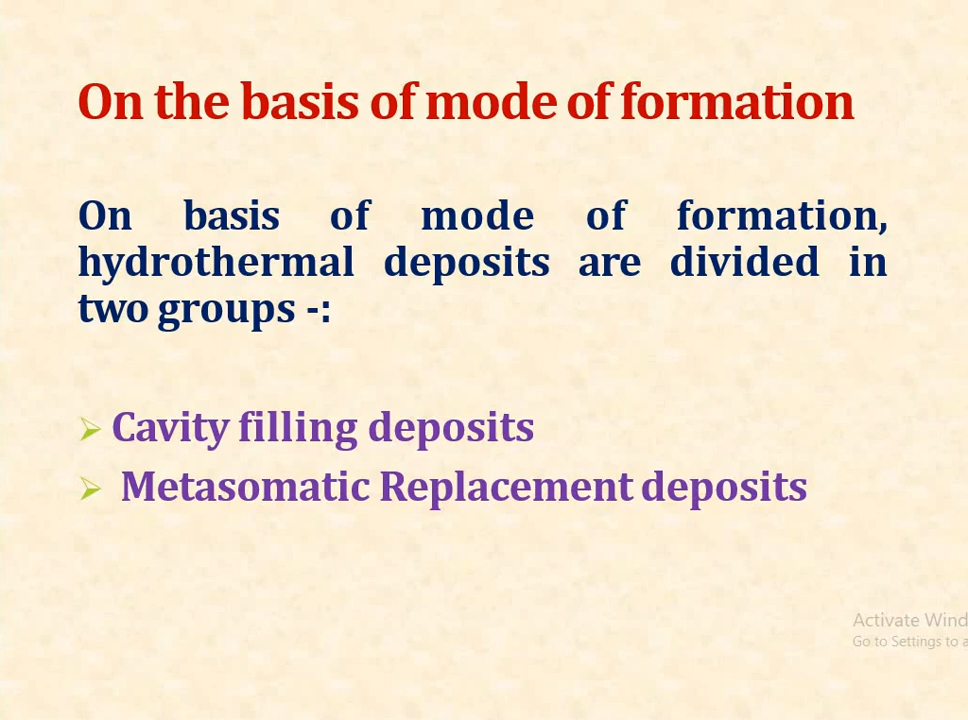 On the basis of mode of formation
On basis of mode of formation,
hydrothermal deposits are divided in
two groups -:
Cavity filling deposits
Metasomatic Replacement deposits
Activate Wind
Go to Settings to a